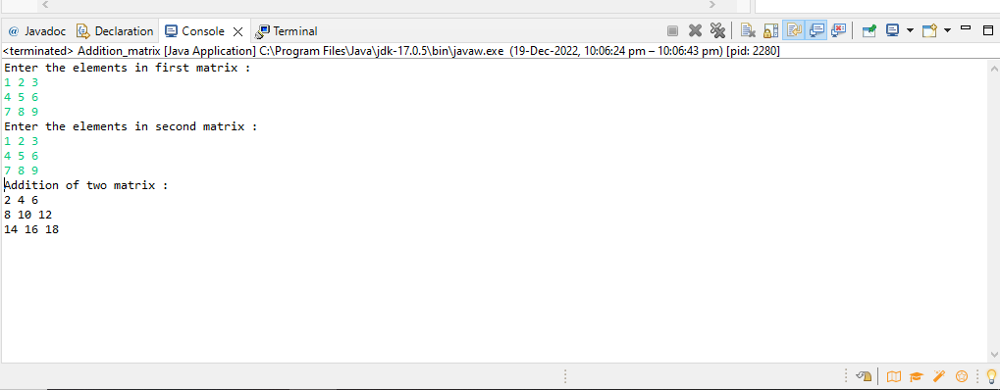 @ Javadoc Declaration Console Terminal
<terminated> Addition_matrix [Java Application] C:\Program Files\Java\jdk-17.0.5\bin\javaw.exe (19-Dec-2022, 10:06:24 pm – 10:06:43 pm) [pid: 2280]
Enter the elements in first matrix :
1 2 3
4 5 6
7 8 9
Enter the elements in second matrix :
1 2 3
4 5 6
7 8 9
Addition of two matrix :
2 4 6
8 10 12
14 16 18